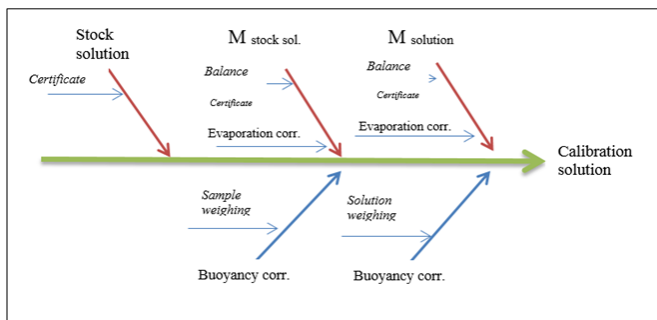 Stock
solution
M stock sol.
M solution
Certificate
Balance
Certificate
Balance
Certificate
Evaporation corr.
Evaporation corr.
Calibration
solution
Sample
weighing
Solution
weighing
Buoyancy corr.
Buoyancy corr.